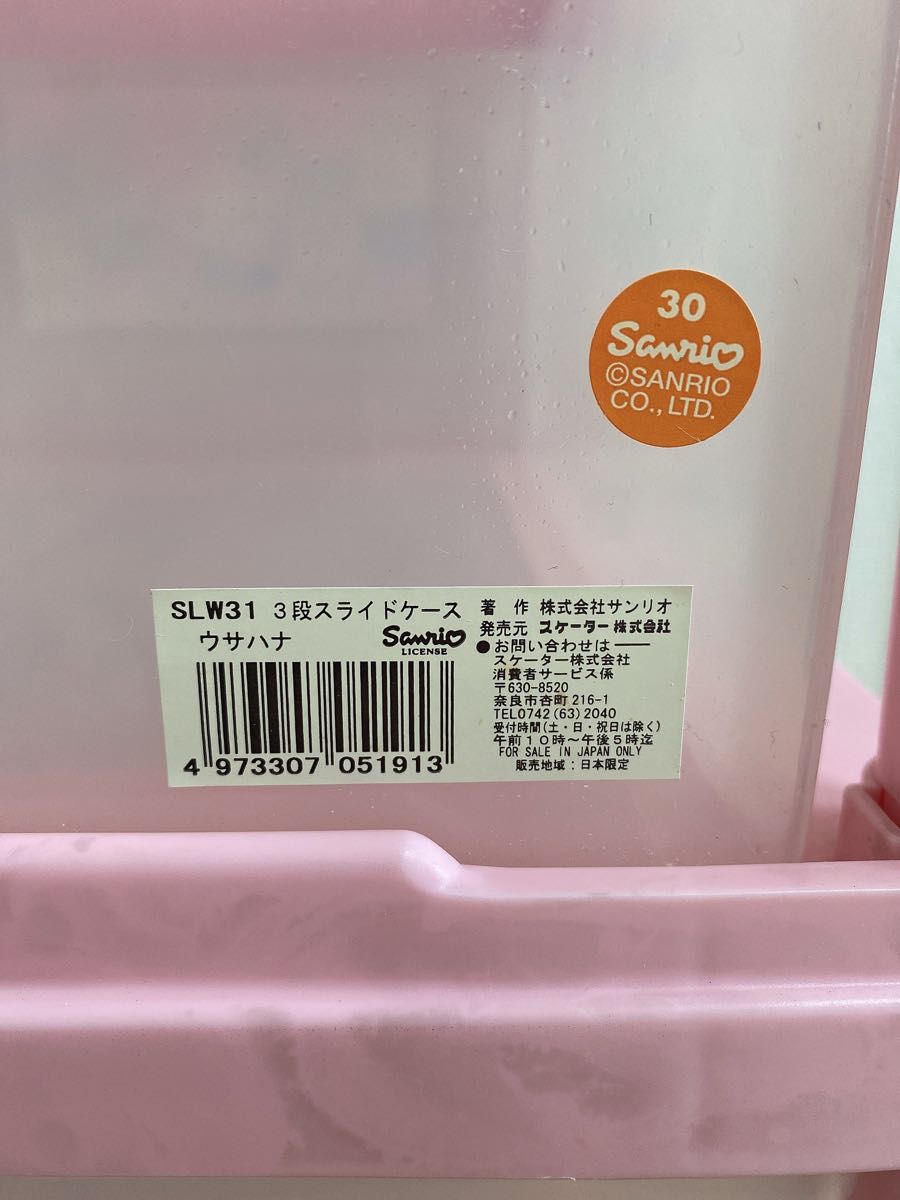 30
Sanrio
©SANRIO
CO., LTD.
SLW31 3段スライドケース
ウサハナ
Sanrio
LICENSE
4 973307 051913
著 作 株式会社サンリオ
発売元 スケーター株式会社
●お問い合わせは――
スケーター株式会社
消費者サービス係
〒630-8520
奈良市杏町216-1
TEL0742(63)2040
受付時間(土・日・祝日は除く)
午前10時〜午後5時迄
FOR SALE IN JAPAN ONLY
販売地域：日本限定